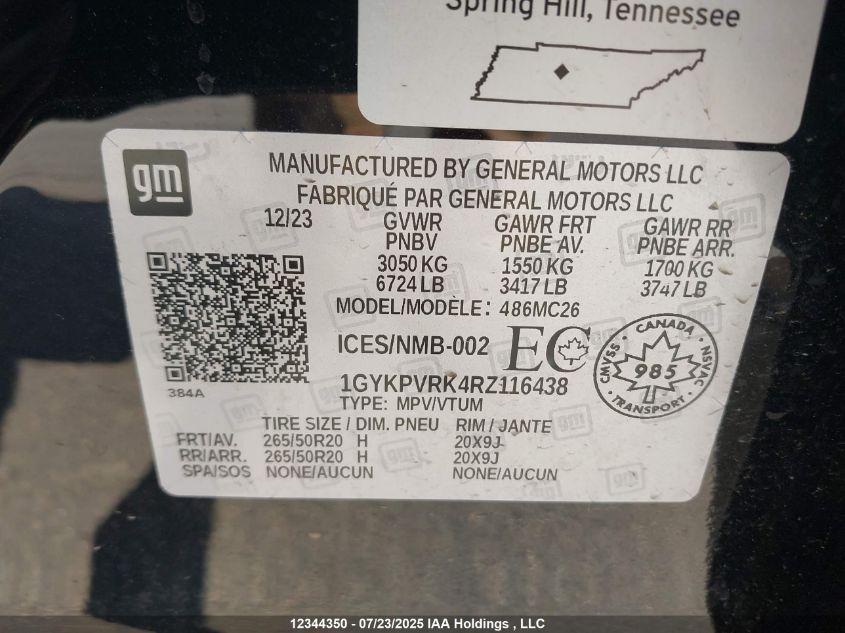 Spring Hill, Tennessee
gm
MANUFACTURED BY GENERAL MOTORS LLC
FABRIQUÉ PAR GENERAL MOTORS LLC
12/23 GVWR GAWR FRT GAWR RR
PNBV PNBE AV. PNBE ARR.
3050 KG 1550 KG 1700 KG
6724 LB 3417 LB 3747 LB
MODEL/MODÈLE: 486MC26
ICES/NMB-002 EC
CANADA
CMVSS 985 NSVAC
TRANSPORT
384A
1GYKPVRK4RZ116438
TYPE: MPV/VTUM
TIRE SIZE / DIM. PNEU RIM / JANTE
FRT/AV. 265/50R20 H 20X9J
RR/ARR. 265/50R20 H 20X9J
SPA/SOS NONE/AUCUN NONE/AUCUN
12344350 - 07/23/2025 IAA Holdings , LLC